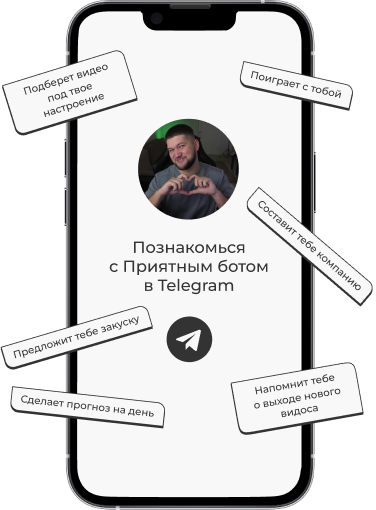 Подберет видео
под твое
настроение
Поиграет с тобой
Составит тебе компанию
Познакомься
с Приятным ботом
в Telegram
Предложит тебе закуску
Сделает прогноз на день
Напомнит тебе
о выходе нового
видоса